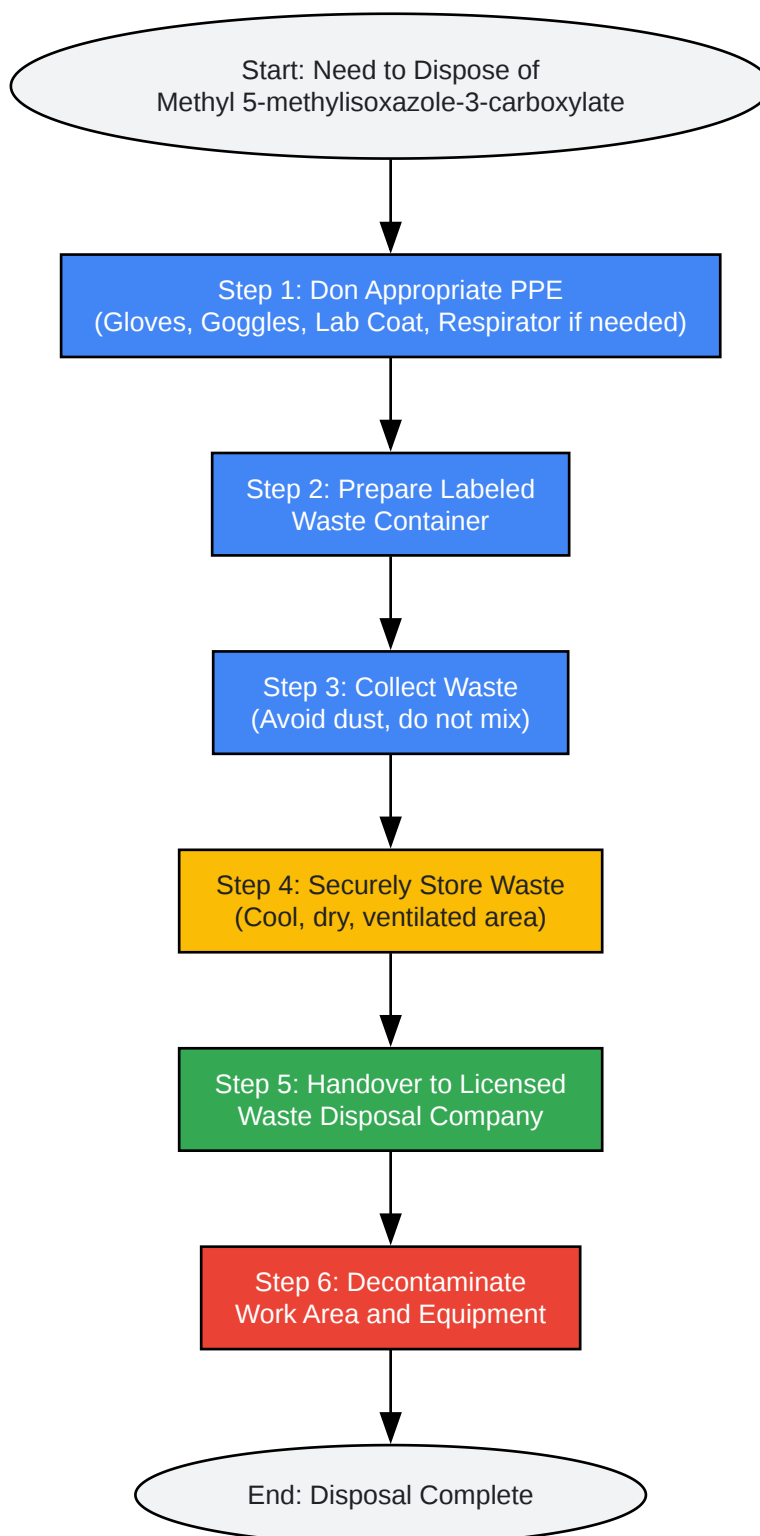 Start: Need to Dispose of
Methyl 5-methylisoxazole-3-carboxylate
Step 1: Don Appropriate PPE
(Gloves, Goggles, Lab Coat, Respirator if needed)
Step 2: Prepare Labeled
Waste Container
Step 3: Collect Waste
(Avoid dust, do not mix)
Step 4: Securely Store Waste
(Cool, dry, ventilated area)
Step 5: Handover to Licensed
Waste Disposal Company
Step 6: Decontaminate
Work Area and Equipment
End: Disposal Complete